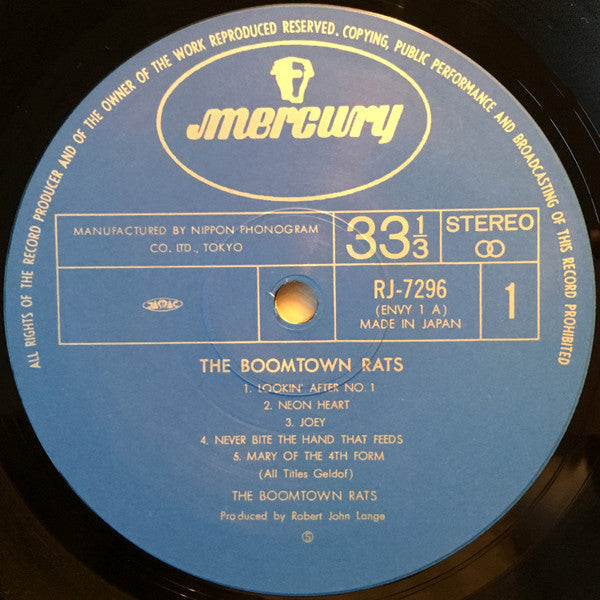 ALL RIGHTS OF THE RECORD PRODUCER AND OF THE OWNER OF THE WORK REPRODUCED RESERVED. COPYING, PUBLIC PERFORMANCE AND BROADCASTING OF THIS RECORD PROHIBITED
mercury
MANUFACTURED BY NIPPON PHONOGRAM
CO. LTD., TOKYO
33 1/3
STEREO
RJ-7296
(ENVY 1 A)
MADE IN JAPAN
1
THE BOOMTOWN RATS
1. LOOKIN' AFTER NO. 1
2. NEON HEART
3. JOEY
4. NEVER BITE THE HAND THAT FEEDS
5. MARY OF THE 4TH FORM
(All Titles Geldof)
THE BOOMTOWN RATS
Produced by Robert John Lange
⑤